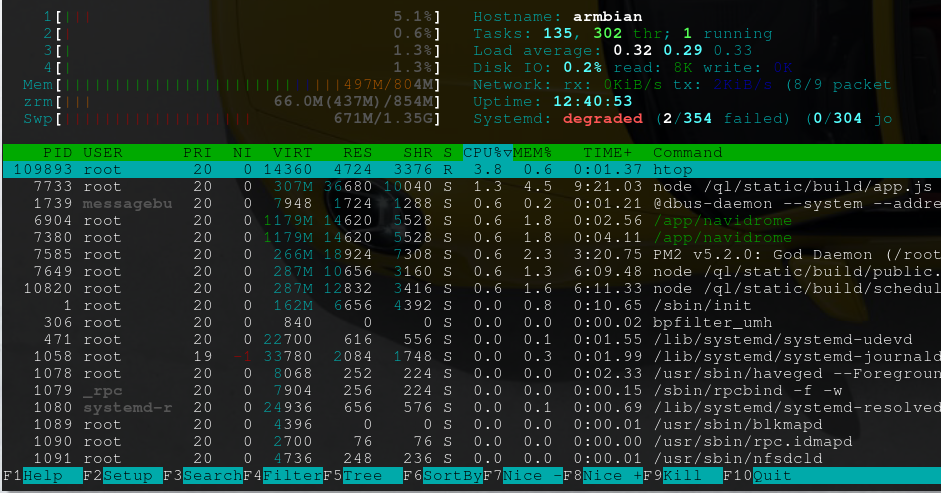 1[||| 5.1%] Hostname: armbian
2[| 0.6%] Tasks: 135, 302 thr; 1 running
3[| 1.3%] Load average: 0.32 0.29 0.33
4[| 1.3%] Disk IO: 0.2% read: 8K write: 0K
Mem[|||||||||||||||||||||||||| |||497M/804M] Network: rx: 0KiB/s tx: 2KiB/s (8/9 packet
zrm[||| 66.0M(437M)/854M] Uptime: 12:40:53
Swp[||||||||||||||||||||| 671M/1.35G] Systemd: degraded (2/354 failed) (0/304 jo
PID USER PRI NI VIRT RES SHR S CPU%▽MEM% TIME+ Command
109893 root 20 0 14360 4724 3376 R 3.8 0.6 0:01.37 htop
7733 root 20 0 307M 36680 10040 S 1.3 4.5 9:21.03 node /ql/static/build/app.js
1739 messagebu 20 0 7948 1724 1288 S 0.6 0.2 0:01.21 @dbus-daemon --system --addre
6904 root 20 0 1179M 14620 5528 S 0.6 1.8 0:02.56 /app/navidrome
7380 root 20 0 1179M 14620 5528 S 0.6 1.8 0:04.11 /app/navidrome
7585 root 20 0 266M 18924 7308 S 0.6 2.3 3:20.75 PM2 v5.2.0: God Daemon (/root
7649 root 20 0 287M 10656 3160 S 0.6 1.3 6:09.48 node /ql/static/build/public.
10820 root 20 0 287M 12832 3416 S 0.6 1.6 6:11.33 node /ql/static/build/schedul
1 root 20 0 162M 6656 4392 S 0.0 0.8 0:10.65 /sbin/init
306 root 20 0 840 0 0 S 0.0 0.0 0:00.02 bpfilter_umh
471 root 20 0 22700 616 556 S 0.0 0.1 0:01.55 /lib/systemd/systemd-udevd
1058 root 19 -1 33780 2084 1748 S 0.0 0.3 0:01.99 /lib/systemd/systemd-journald
1078 root 20 0 8068 252 224 S 0.0 0.0 0:02.33 /usr/sbin/haveged --Foregroun
1079 _rpc 20 0 7904 256 224 S 0.0 0.0 0:00.15 /sbin/rpcbind -f -w
1080 systemd-r 20 0 24936 656 576 S 0.0 0.1 0:00.69 /lib/systemd/systemd-resolved
1089 root 20 0 4396 0 0 S 0.0 0.0 0:00.01 /usr/sbin/blkmapd
1090 root 20 0 2700 76 76 S 0.0 0.0 0:00.00 /usr/sbin/rpc.idmapd
1091 root 20 0 4736 248 236 S 0.0 0.0 0:00.01 /usr/sbin/nfsdcld
F1Help F2Setup F3SearchF4FilterF5Tree F6SortByF7Nice -F8Nice +F9Kill F10Quit